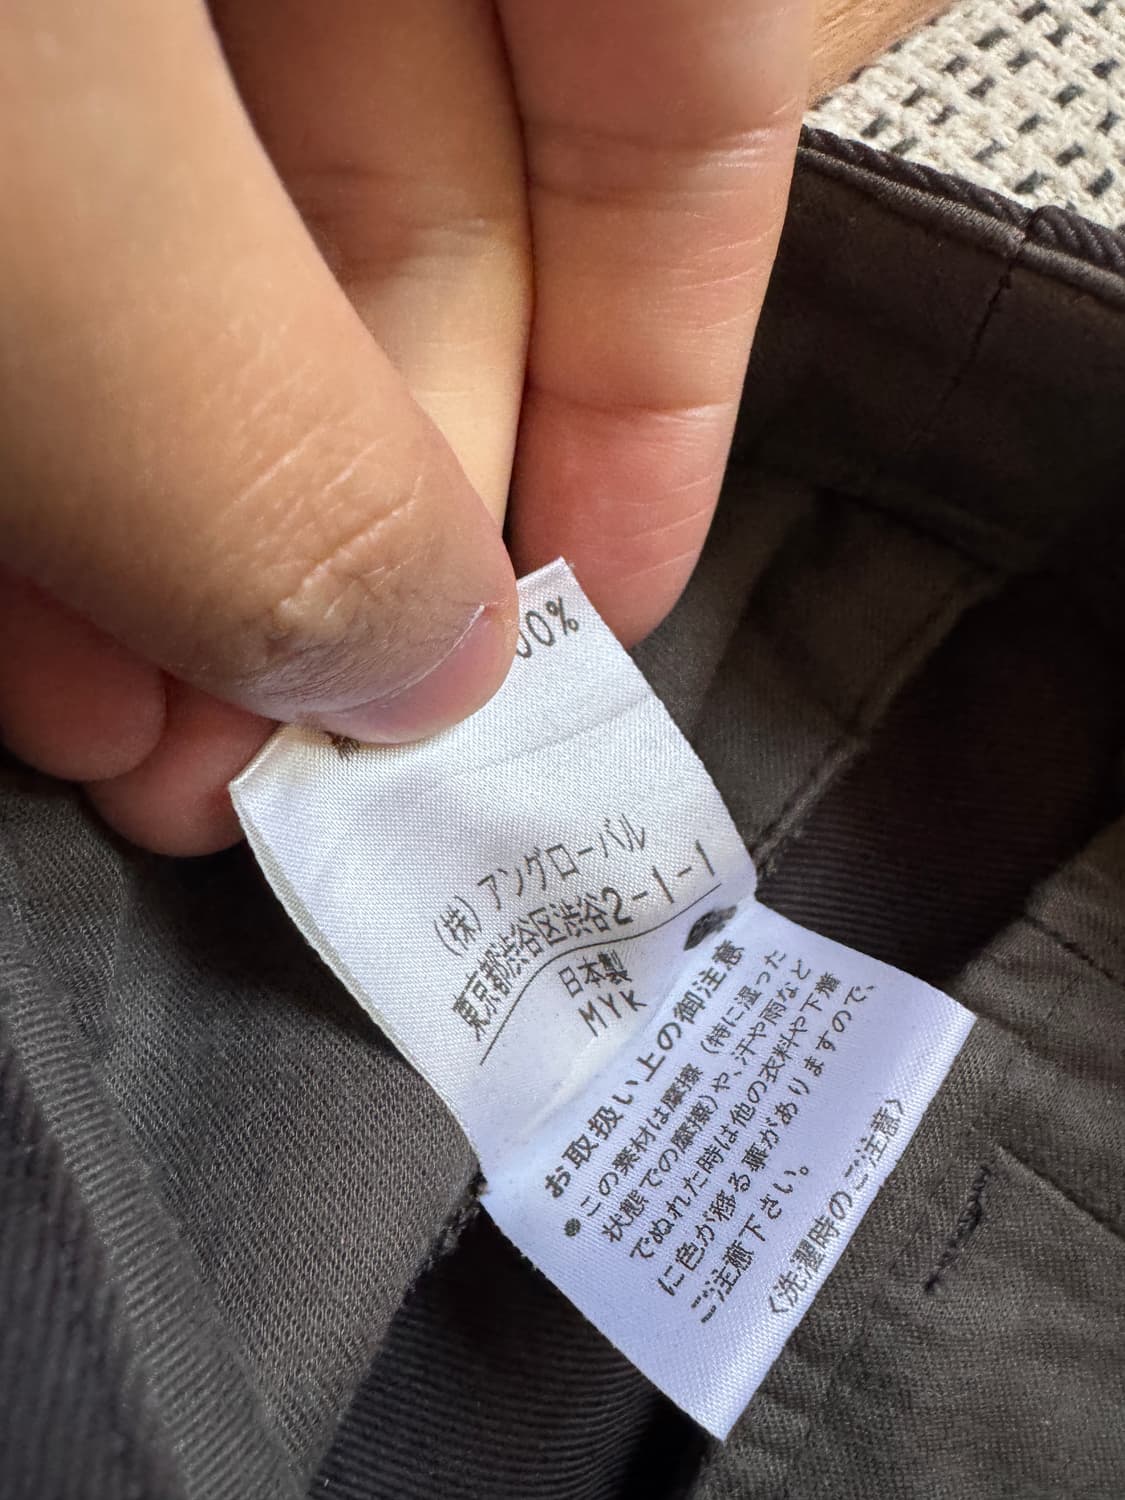 00%
(株) アングローバル
東京都渋谷区渋谷2-1-1
日本製
MYK
お取扱い上の御注意
●この素材は摩擦(特に湿った
状態での摩擦)や、汗や雨など
でぬれた時は他の衣料や下着
に色が移る事がありますので、
ご注意下さい。
〈洗濯時のご注意〉